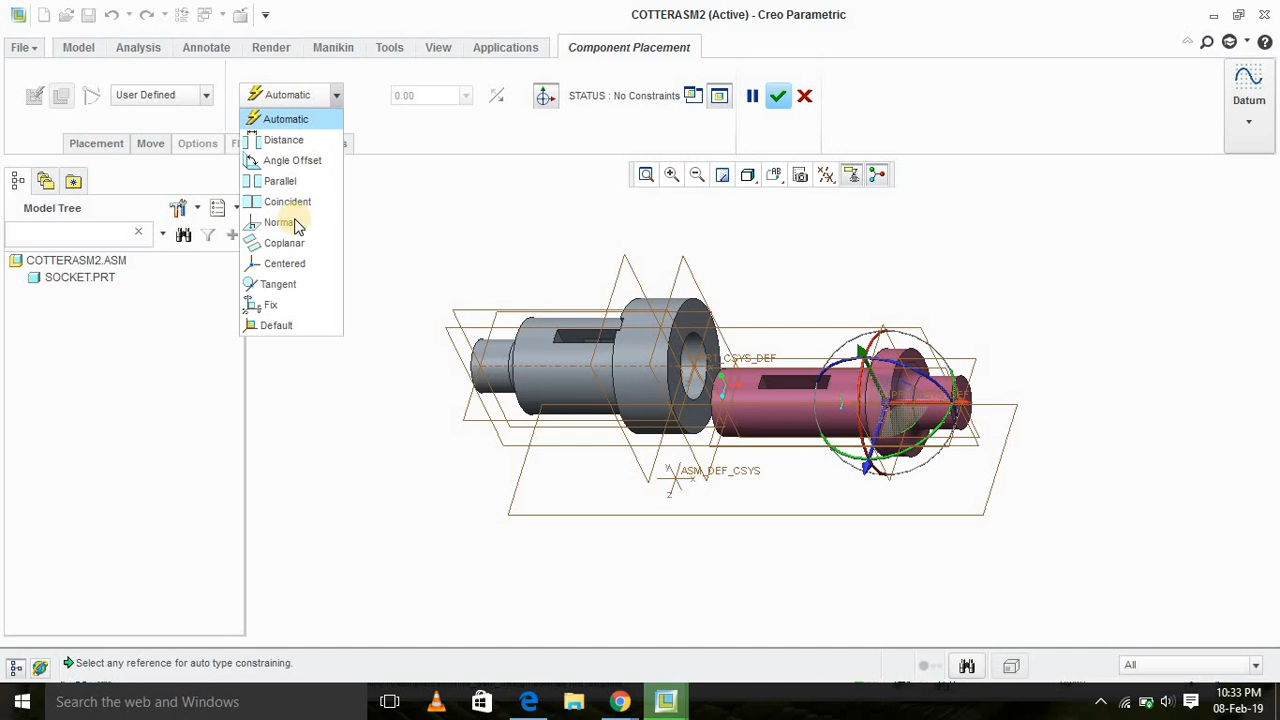 COTTERASM2 (Active) - Creo Parametric
File Model Analysis Annotate Render Manikin Tools View Applications Component Placement
User Defined Automatic 0.00 STATUS : No Constraints
Datum
Placement Move Options
Automatic
Distance
Angle Offset
Parallel
Coincident
Normal
Coplanar
Centered
Tangent
Fix
Default
Model Tree
COTTERASM2.ASM
SOCKET.PRT
ASM_DEF_CSYS
Y
X
Z
Select any reference for auto type constraining.
All
Search the web and Windows
10:33 PM
08-Feb-19